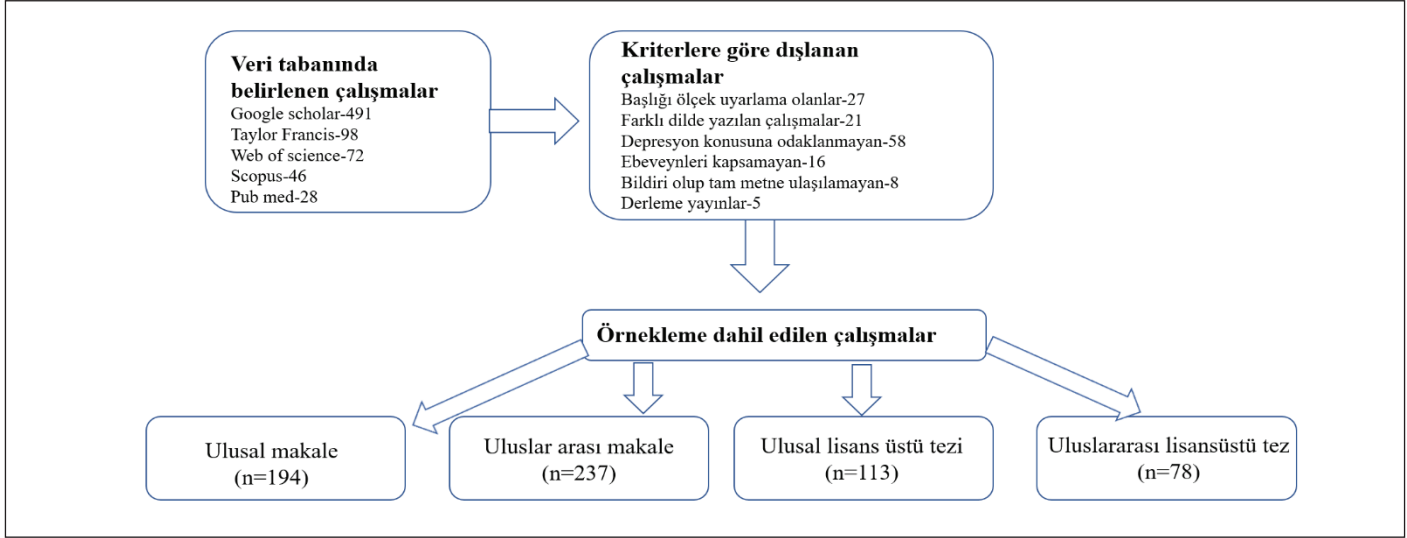 Veri tabanında
belirlenen çalışmalar
Google scholar-491
Taylor Francis-98
Web of science-72
Scopus-46
Pub med-28
Kriterlere göre dışlanan
çalışmalar
Başlığı ölçek uyarlama olanlar-27
Farklı dilde yazılan çalışmalar-21
Depresyon konusuna odaklanmayan-58
Ebeveynleri kapsamayan-16
Bildiri olup tam metne ulaşılamayan-8
Derleme yayınlar-5
Örnekleme dahil edilen çalışmalar
Ulusal makale
(n=194)
Uluslar arası makale
(n=237)
Ulusal lisans üstü tezi
(n=113)
Uluslararası lisansüstü tez
(n=78)